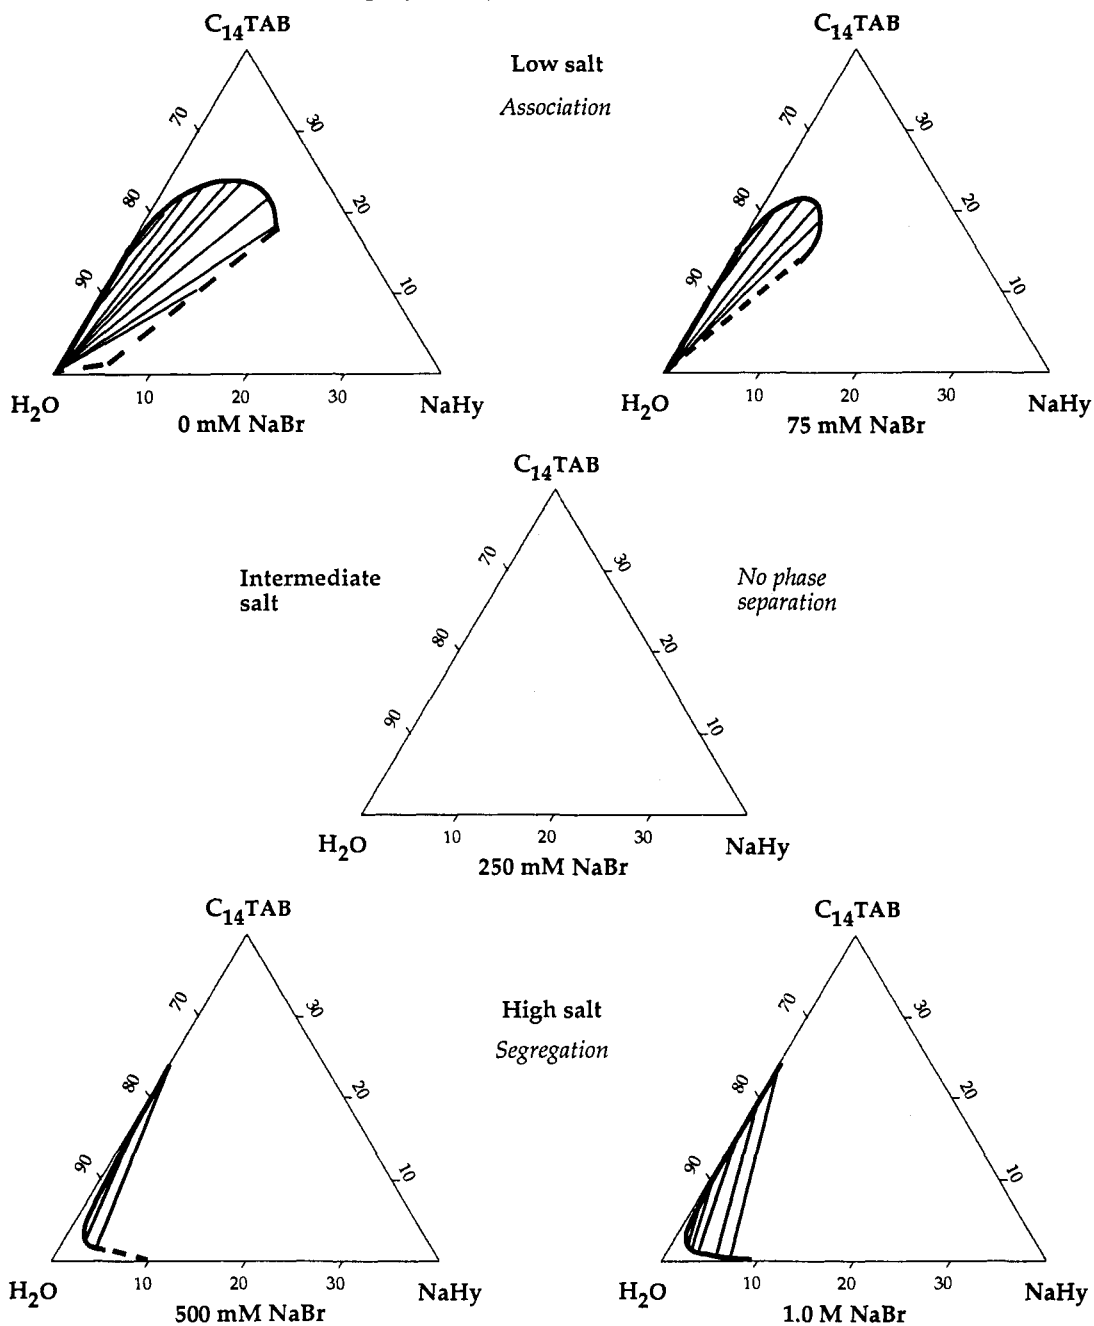 C14TAB C14TAB
Low salt
Association
70 30 70 30
80 20 80 20
90 10 90 10
H2O 10 20 30 NaHy H2O 10 20 30 NaHy
0 mM NaBr 75 mM NaBr
C14TAB
70 30
Intermediate
salt
No phase
separation
80 20
90 10
H2O 10 20 30 NaHy
250 mM NaBr
C14TAB C14TAB
70 30 70 30
High salt
Segregation
80 20 80 20
90 10 90 10
H2O 10 20 30 NaHy H2O 10 20 30 NaHy
500 mM NaBr 1.0 M NaBr